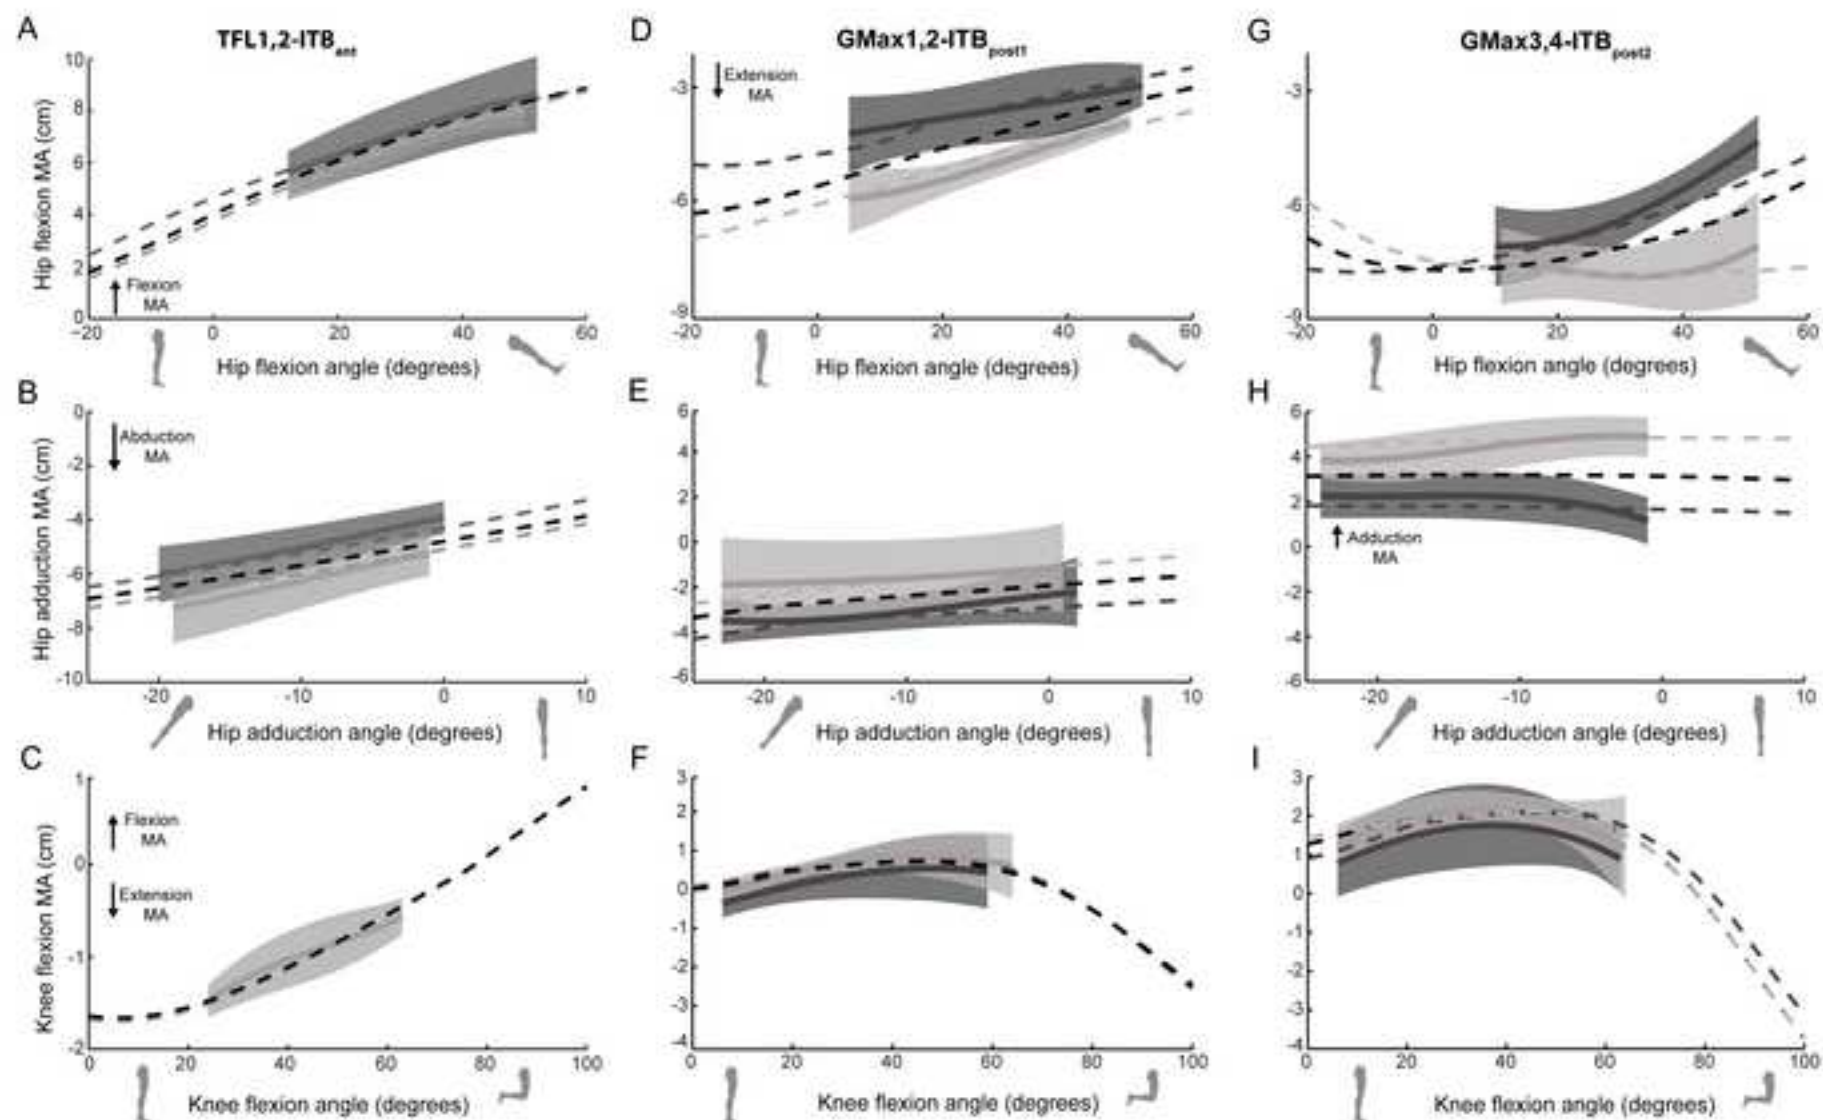 A
TFL1,2-ITBant
10
8
6
4
2
0
Hip flexion MA (cm)
Flexion
MA
-20 0 20 40 60
Hip flexion angle (degrees)
D
GMax1,2-ITBpost1
Extension
MA
-3
-6
-9
-20 0 20 40 60
Hip flexion angle (degrees)
G
GMax3,4-ITBpost2
-3
-6
-9
-20 0 20 40 60
Hip flexion angle (degrees)
B
0
-2
-4
-6
-8
-10
Hip adduction MA (cm)
Abduction
MA
-20 -10 0 10
Hip adduction angle (degrees)
E
6
4
2
0
-2
-4
-6
-20 -10 0 10
Hip adduction angle (degrees)
H
6
4
2
0
-2
-4
-6
Adduction
MA
-20 -10 0 10
Hip adduction angle (degrees)
C
1
0
-1
-2
Knee flexion MA (cm)
Flexion
MA
Extension
MA
0 20 40 60 80 100
Knee flexion angle (degrees)
F
3
2
1
0
-1
-2
-3
-4
0 20 40 60 80 100
Knee flexion angle (degrees)
I
3
2
1
0
-1
-2
-3
-4
0 20 40 60 80 100
Knee flexion angle (degrees)